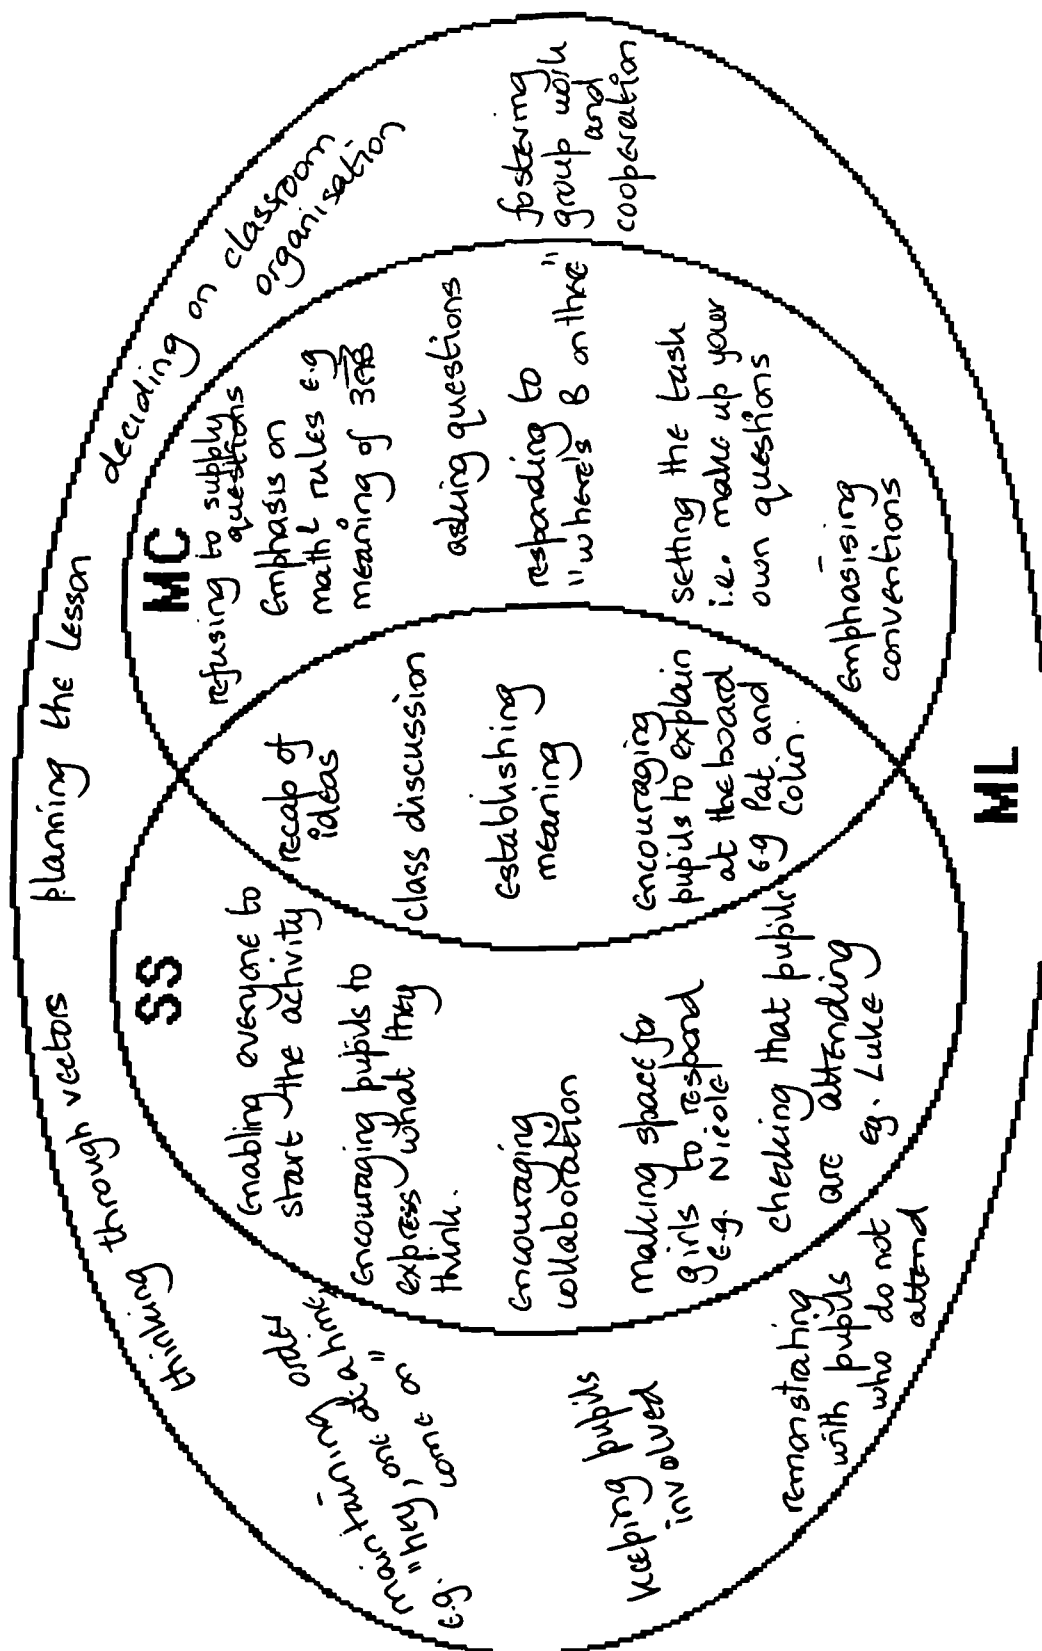 thinking through vectors
planning the lesson
deciding on classroom
organisation
maintaining order
e.g. "hey, one at a time,
come on"
keeping pupils
involved
remonstrating
with pupils
who do not
attend
SS
Enabling everyone to
start the activity
Encouraging pupils to
express what they
think.
Encouraging
collaboration
making space for
girls to respond
e.g. Nicole
checking that pupils
are attending
eg. Luke
recap of
ideas
class discussion
Establishing
meaning
Encouraging
pupils to explain
at the board
e.g Pat and
Colin.
MC
refusing to supply
questions
Emphasis on
math^l rules e.g
meaning of 3AB
asking questions
responding to
"where's B on there"
setting the task
i.e. make up your
own questions
Emphasising
conventions
fostering
group work
and
cooperation
ML